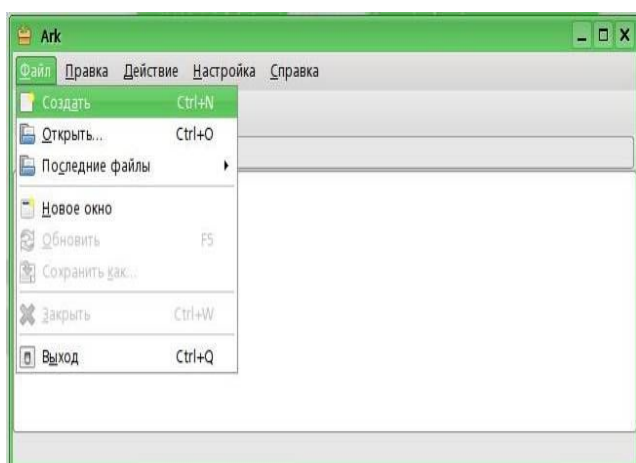 Ark
Файл Правка Действие Настройка Справка
Создать Ctrl+N
Открыть... Ctrl+O
Последние файлы
Новое окно
Обновить F5
Сохранить как...
Закрыть Ctrl+W
Выход Ctrl+Q